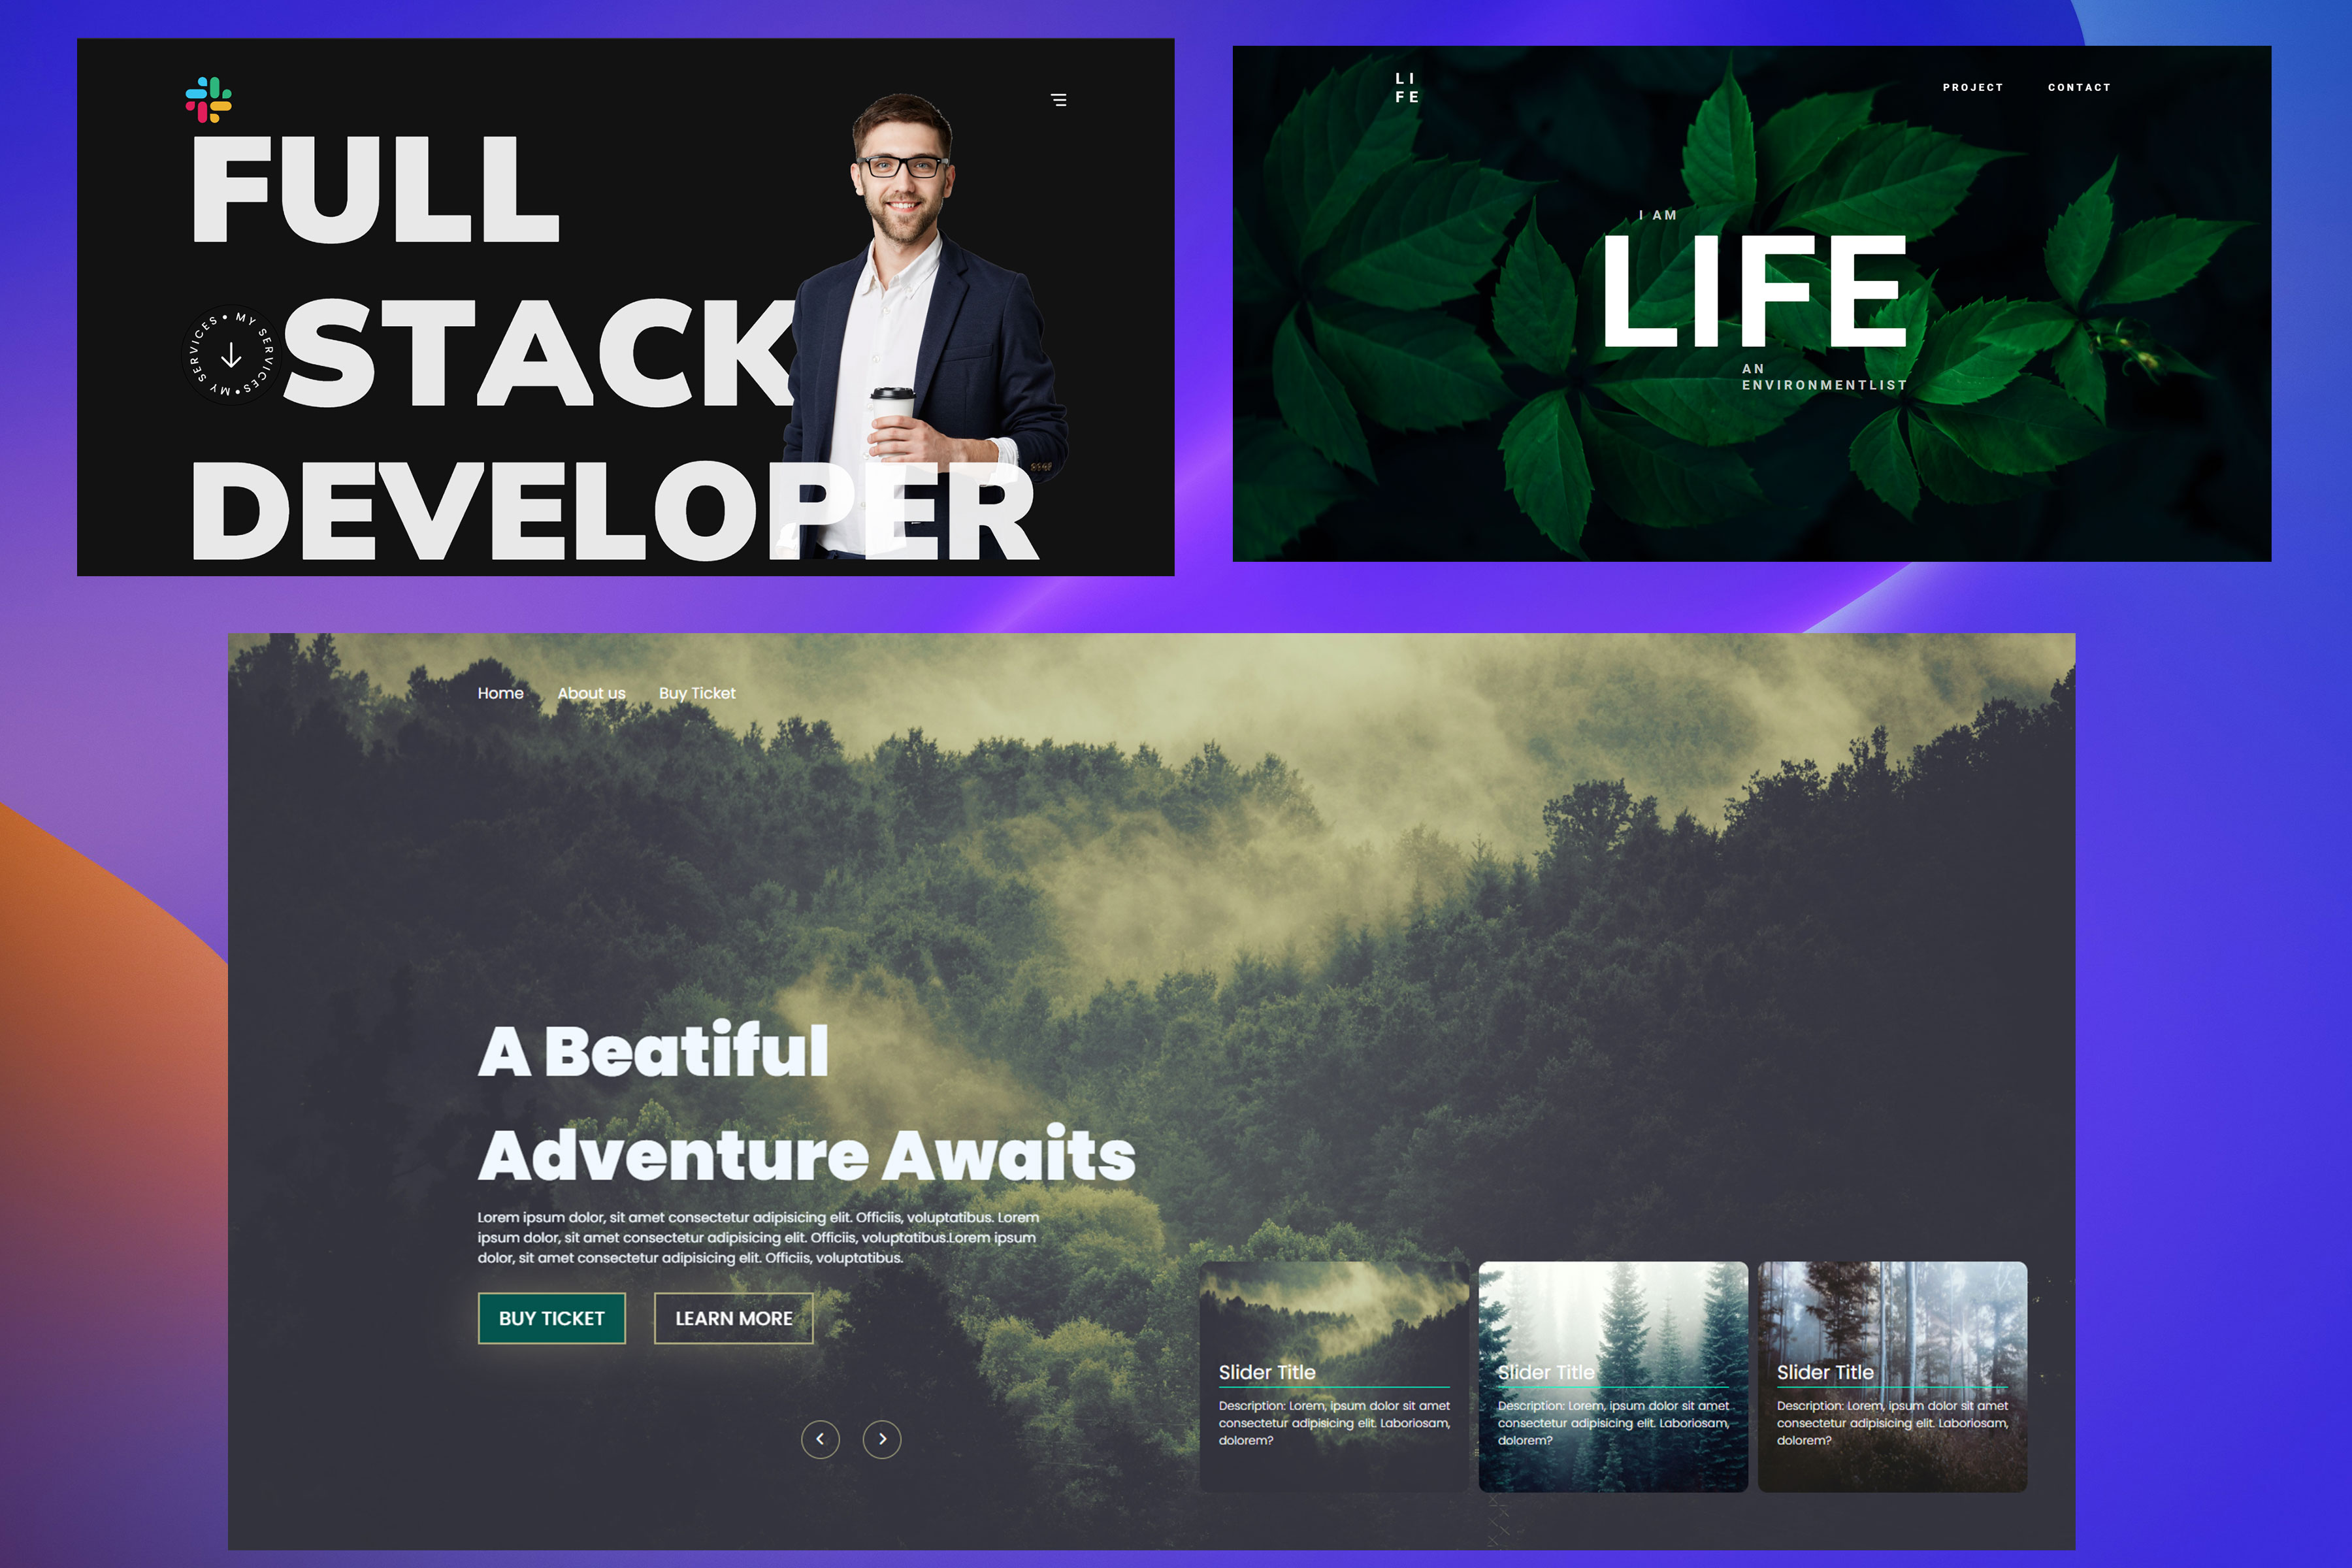 FULL
STACK
DEVELOPER
MY SERVICES • MY SERVICES •
LI
FE
PROJECT CONTACT
I AM
LIFE
AN
ENVIRONMENTLIST
Home About us Buy Ticket
A Beatiful
Adventure Awaits
Lorem ipsum dolor, sit amet consectetur adipisicing elit. Officiis, voluptatibus. Lorem
ipsum dolor, sit amet consectetur adipisicing elit. Officiis, voluptatibus.Lorem ipsum
dolor, sit amet consectetur adipisicing elit. Officiis, voluptatibus.
BUY TICKET LEARN MORE
Slider Title
Description: Lorem, ipsum dolor sit amet
consectetur adipisicing elit. Laboriosam,
dolorem?
Slider Title
Description: Lorem, ipsum dolor sit amet
consectetur adipisicing elit. Laboriosam,
dolorem?
Slider Title
Description: Lorem, ipsum dolor sit amet
consectetur adipisicing elit. Laboriosam,
dolorem?